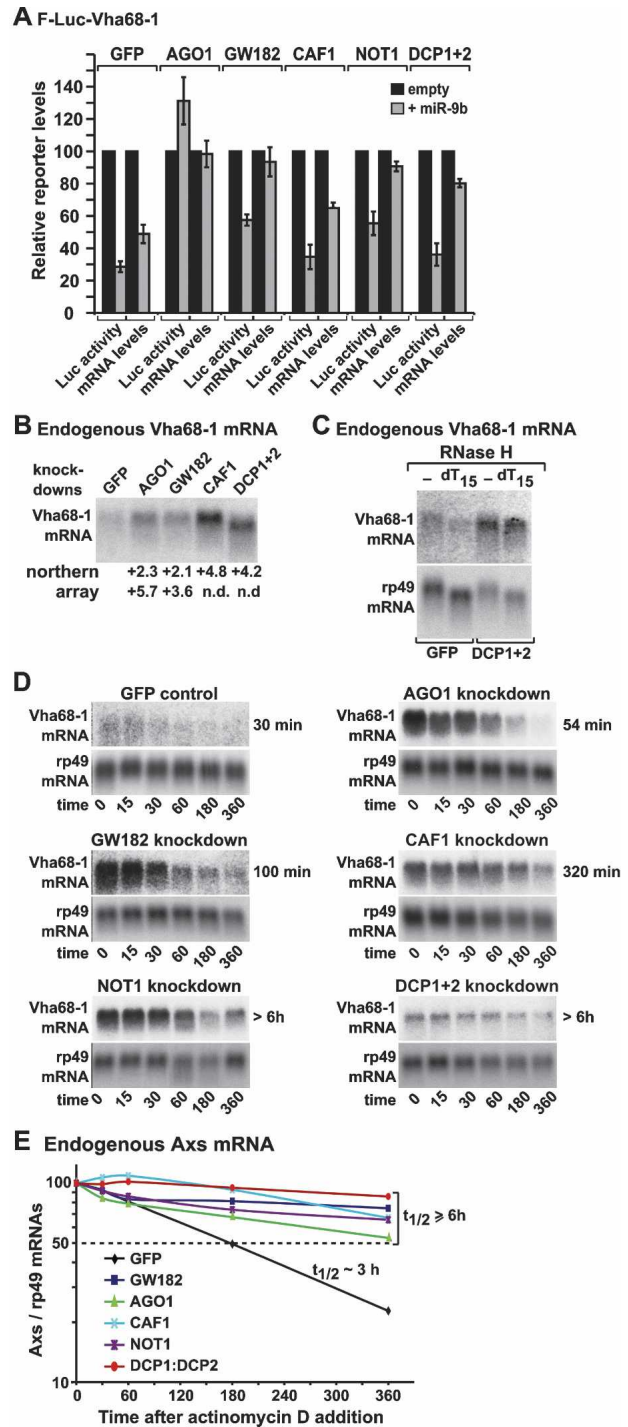 A F-Luc-Vha68-1
GFP AGO1 GW182 CAF1 NOT1 DCP1+2
Relative reporter levels
140
120
100
80
60
40
20
0
empty
+ miR-9b
Luc activity mRNA levels Luc activity mRNA levels Luc activity mRNA levels Luc activity mRNA levels Luc activity mRNA levels Luc activity mRNA levels
B Endogenous Vha68-1 mRNA
knock-
downs
GFP AGO1 GW182 CAF1 DCP1+2
Vha68-1
mRNA
northern +2.3 +2.1 +4.8 +4.2
array +5.7 +3.6 n.d. n.d
C Endogenous Vha68-1 mRNA
RNase H
– dT15 – dT15
Vha68-1
mRNA
rp49
mRNA
GFP DCP1+2
D
GFP control
Vha68-1
mRNA
30 min
rp49
mRNA
time 0 15 30 60 180 360
AGO1 knockdown
Vha68-1
mRNA
54 min
rp49
mRNA
time 0 15 30 60 180 360
GW182 knockdown
Vha68-1
mRNA
100 min
rp49
mRNA
time 0 15 30 60 180 360
CAF1 knockdown
Vha68-1
mRNA
320 min
rp49
mRNA
time 0 15 30 60 180 360
NOT1 knockdown
Vha68-1
mRNA
> 6h
rp49
mRNA
time 0 15 30 60 180 360
DCP1+2 knockdown
Vha68-1
mRNA
> 6h
rp49
mRNA
time 0 15 30 60 180 360
E Endogenous Axs mRNA
Axs / rp49 mRNAs
100
50
10
t1/2 ⩾ 6h
t1/2 ~ 3 h
GFP
GW182
AGO1
CAF1
NOT1
DCP1:DCP2
0 60 120 180 240 300 360
Time after actinomycin D addition